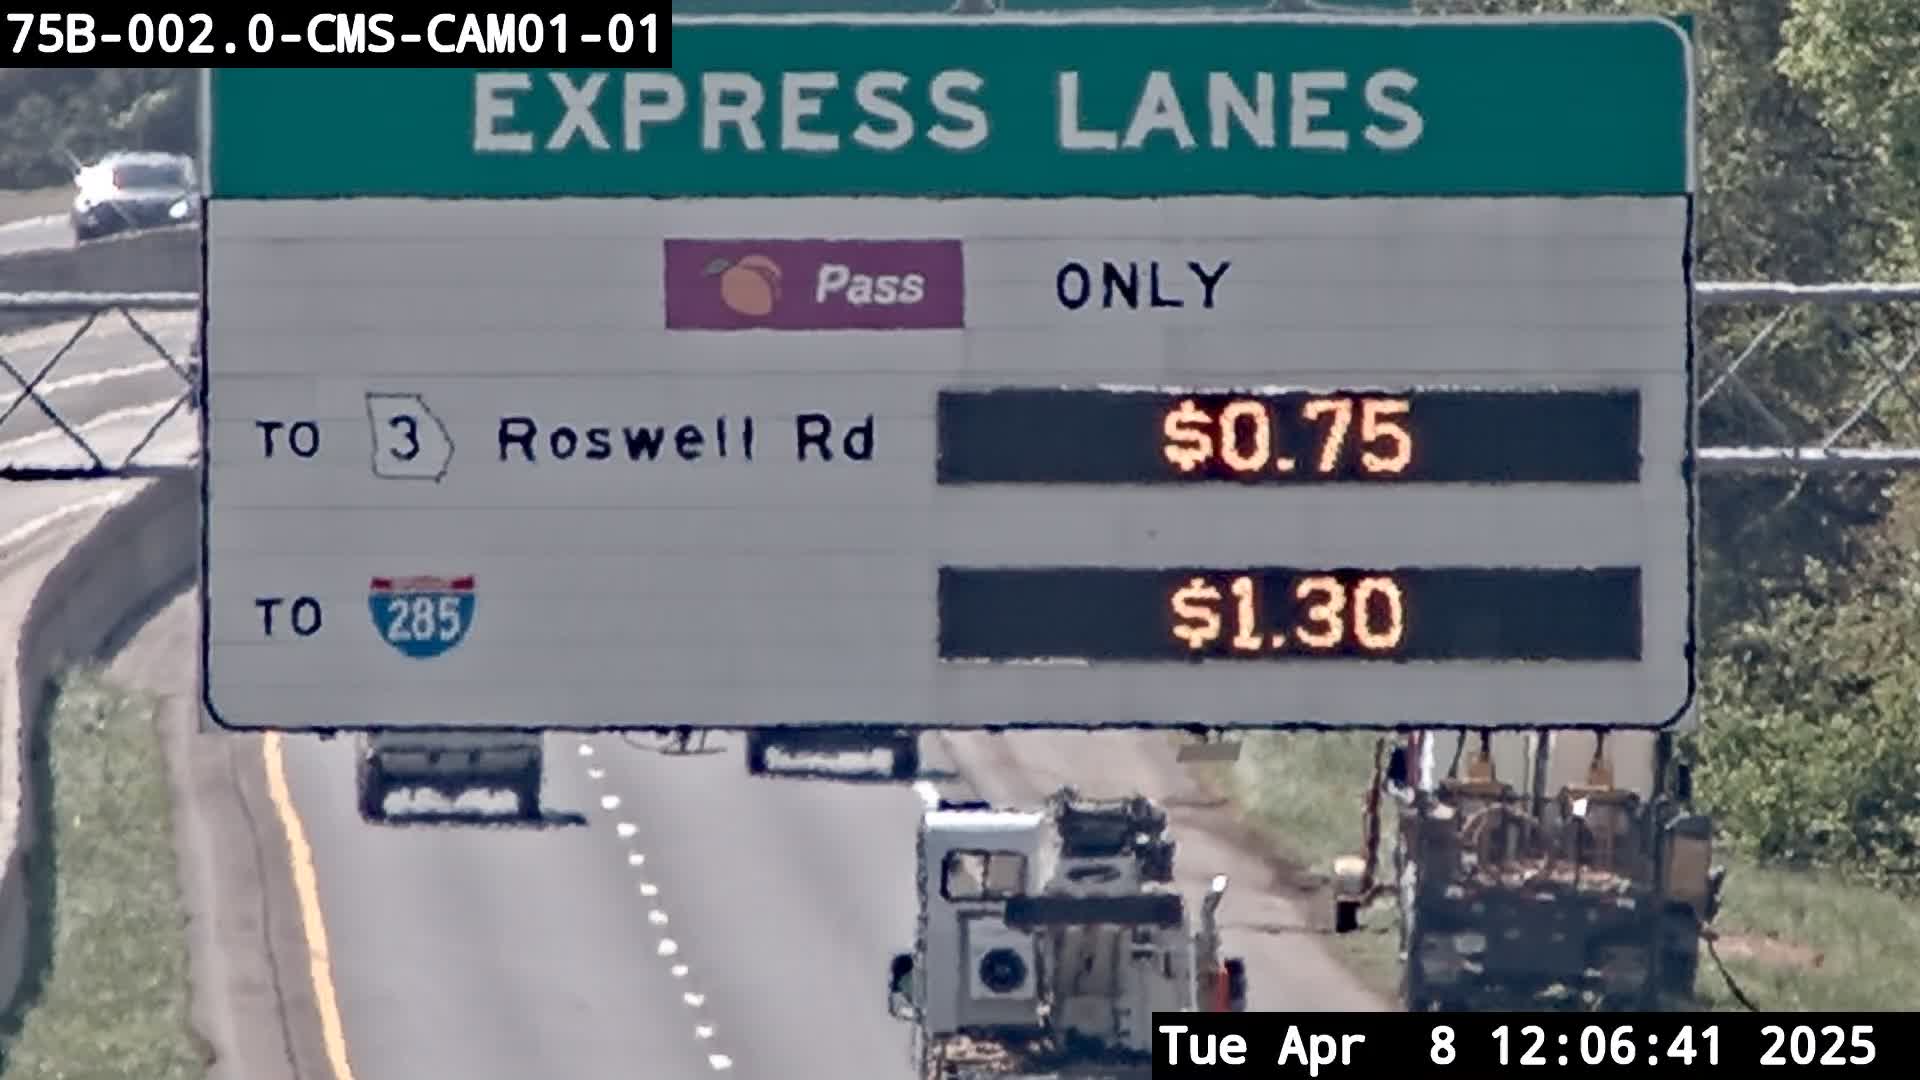 75B-002.0-CMS-CAM01-01
EXPRESS LANES
Pass ONLY
TO 3 Roswell Rd $0.75
TO 285 $1.30
Tue Apr 8 12:06:41 2025